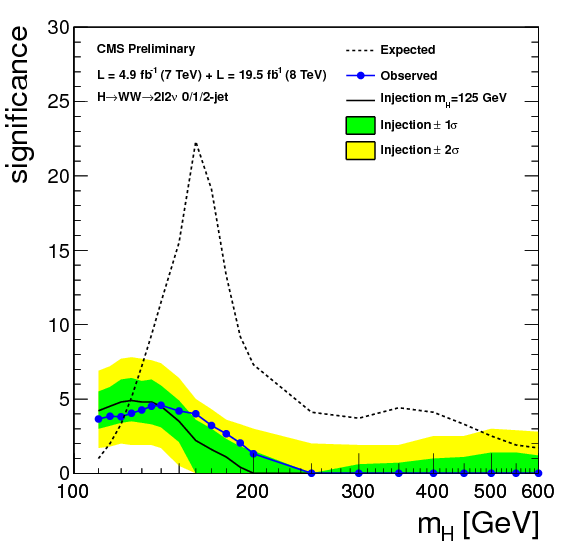 significance
30
25
20
15
10
5
0
CMS Preliminary
L = 4.9 fb⁻¹ (7 TeV) + L = 19.5 fb⁻¹ (8 TeV)
H→WW→2l2ν 0/1/2-jet
Expected
Observed
Injection m_H=125 GeV
Injection ± 1σ
Injection ± 2σ
100 200 300 400 500 600
m_H [GeV]